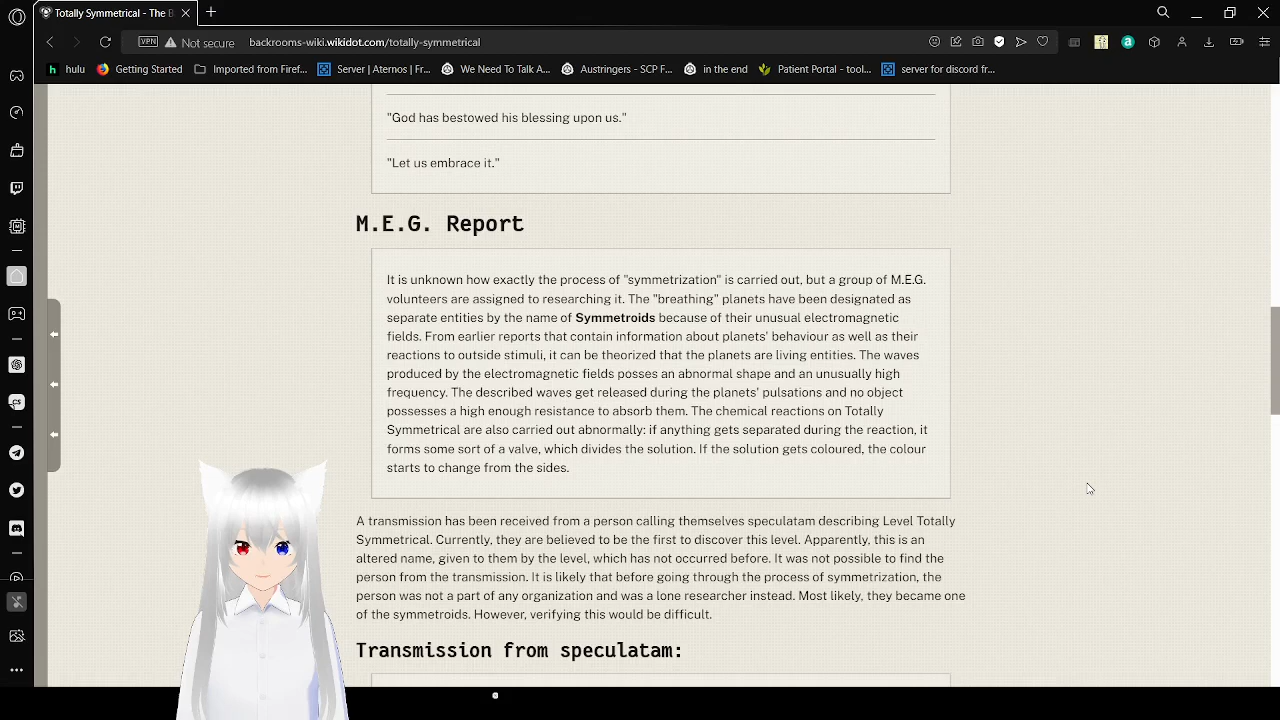 Totally Symmetrical - The B
VPN
Not secure
backrooms-wiki.wikidot.com/totally-symmetrical
hulu
Getting Started
Imported from Firef...
Server | Aternos | Fr...
We Need To Talk A...
Austringers - SCP F...
in the end
Patient Portal - tool...
server for discord fr...
"God has bestowed his blessing upon us."
"Let us embrace it."
M.E.G. Report
It is unknown how exactly the process of "symmetrization" is carried out, but a group of M.E.G.
volunteers are assigned to researching it. The "breathing" planets have been designated as
separate entities by the name of Symmetroids because of their unusual electromagnetic
fields. From earlier reports that contain information about planets' behaviour as well as their
reactions to outside stimuli, it can be theorized that the planets are living entities. The waves
produced by the electromagnetic fields posses an abnormal shape and an unusually high
frequency. The described waves get released during the planets' pulsations and no object
possesses a high enough resistance to absorb them. The chemical reactions on Totally
Symmetrical are also carried out abnormally: if anything gets separated during the reaction, it
forms some sort of a valve, which divides the solution. If the solution gets coloured, the colour
starts to change from the sides.
A transmission has been received from a person calling themselves speculatam describing Level Totally
Symmetrical. Currently, they are believed to be the first to discover this level. Apparently, this is an
altered name, given to them by the level, which has not occurred before. It was not possible to find the
person from the transmission. It is likely that before going through the process of symmetrization, the
person was not a part of any organization and was a lone researcher instead. Most likely, they became one
of the symmetroids. However, verifying this would be difficult.
Transmission from speculatam: